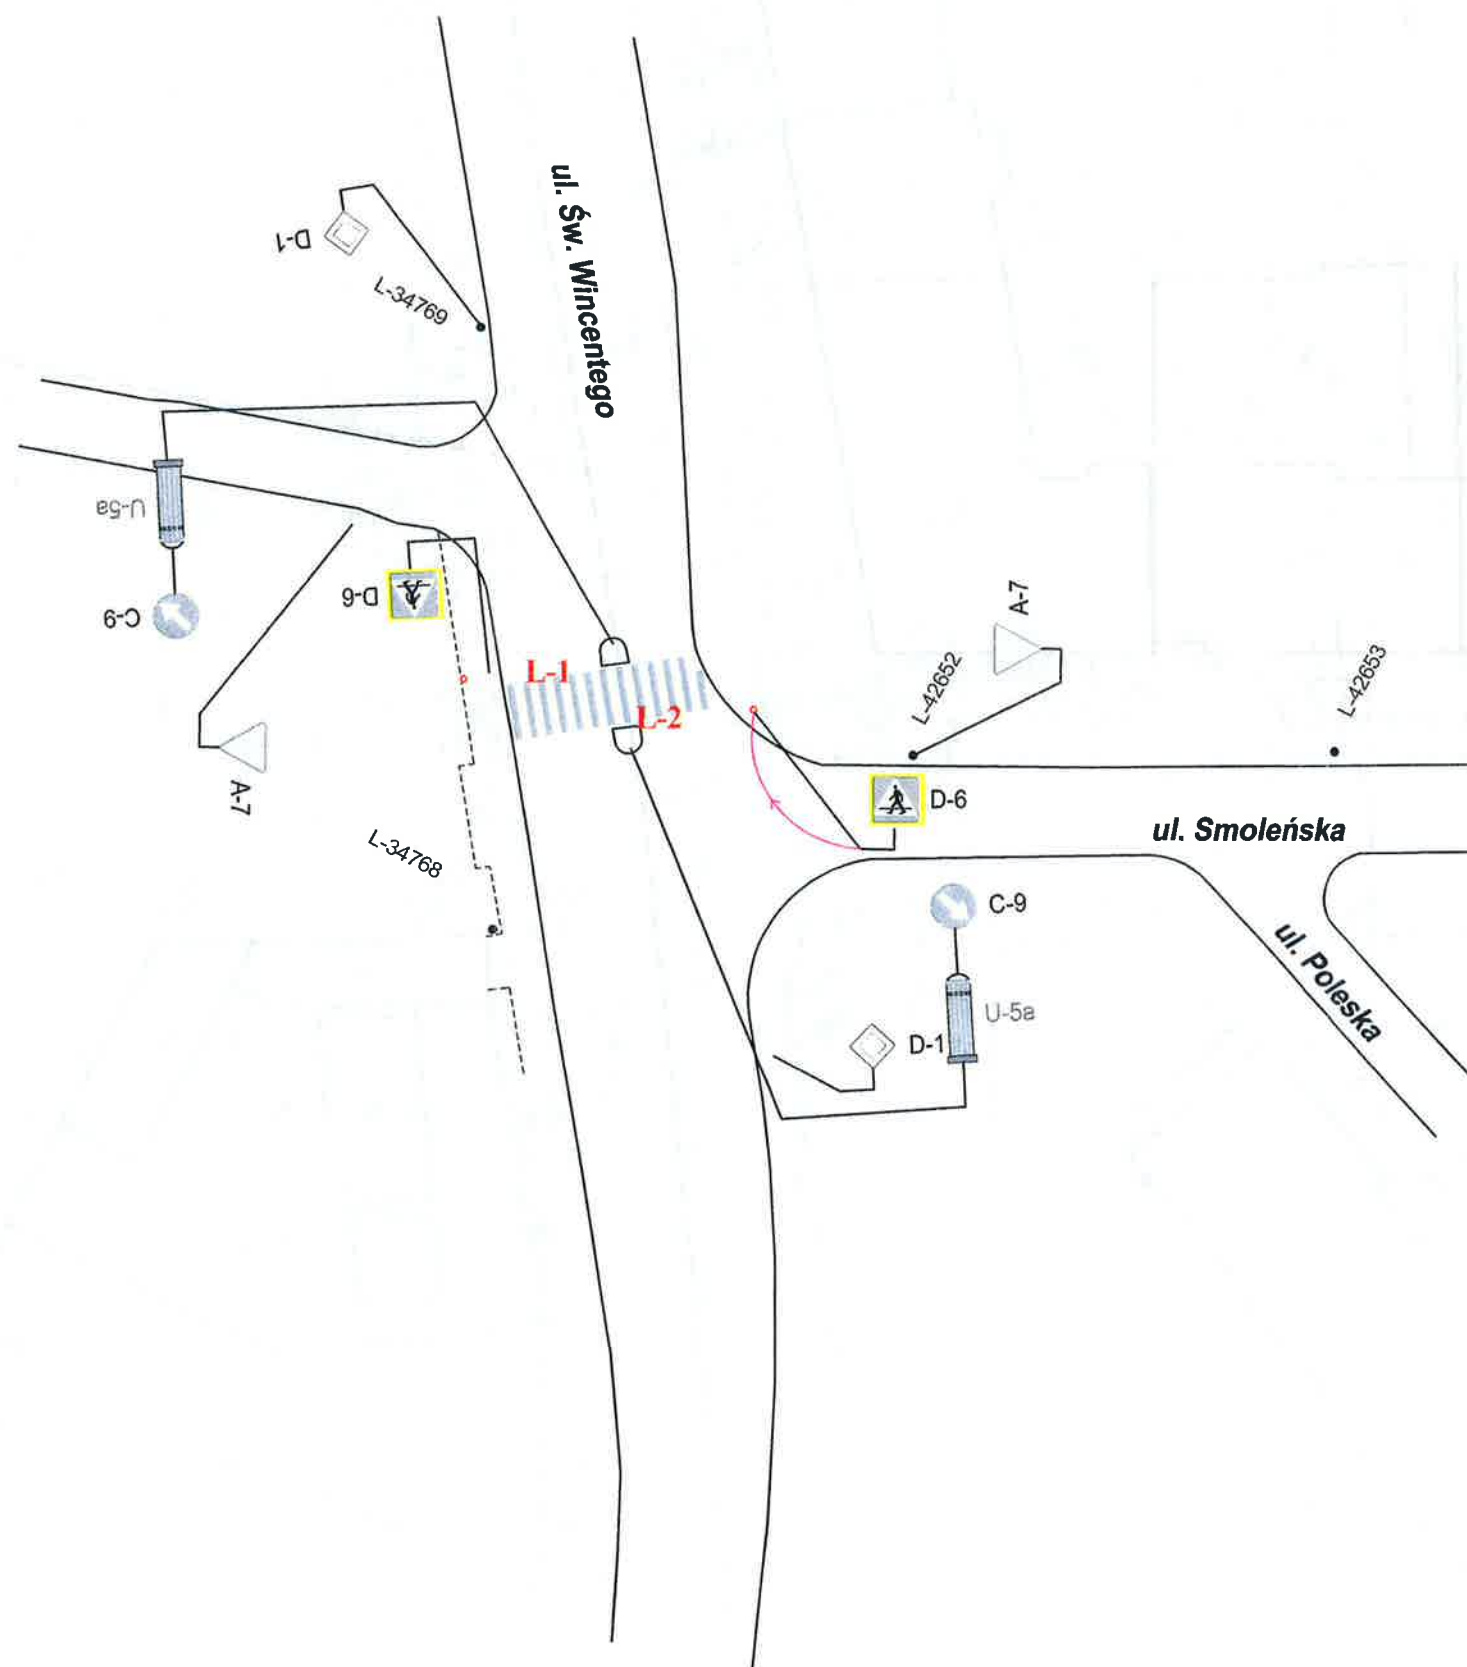 ul. Św. Wincentego
D-1
L-34769
U-5a
C-9
D-6
L-1
L-2
A-7
L-42652
L-42653
A-7
L-34768
D-6
ul. Smoleńska
C-9
U-5a
D-1
ul. Poleska